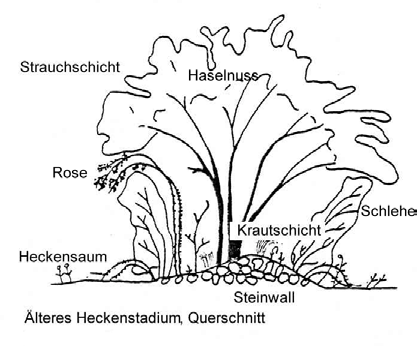 Strauchschicht
Haselnuss
Rose
Schlehe
Krautschicht
Heckensaum
Steinwall
Älteres Heckenstadium, Querschnitt